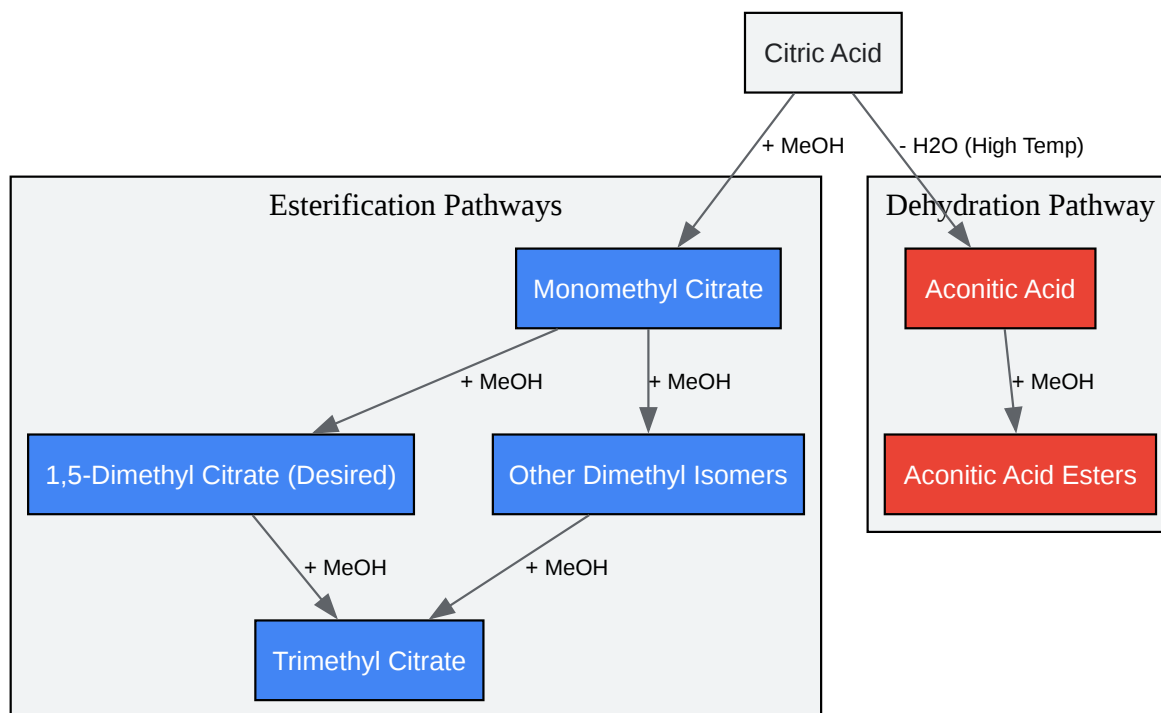 Citric Acid
+ MeOH
- H2O (High Temp)
Esterification Pathways
Dehydration Pathway
Monomethyl Citrate
Aconitic Acid
+ MeOH
+ MeOH
+ MeOH
1,5-Dimethyl Citrate (Desired)
Other Dimethyl Isomers
Aconitic Acid Esters
+ MeOH
+ MeOH
Trimethyl Citrate